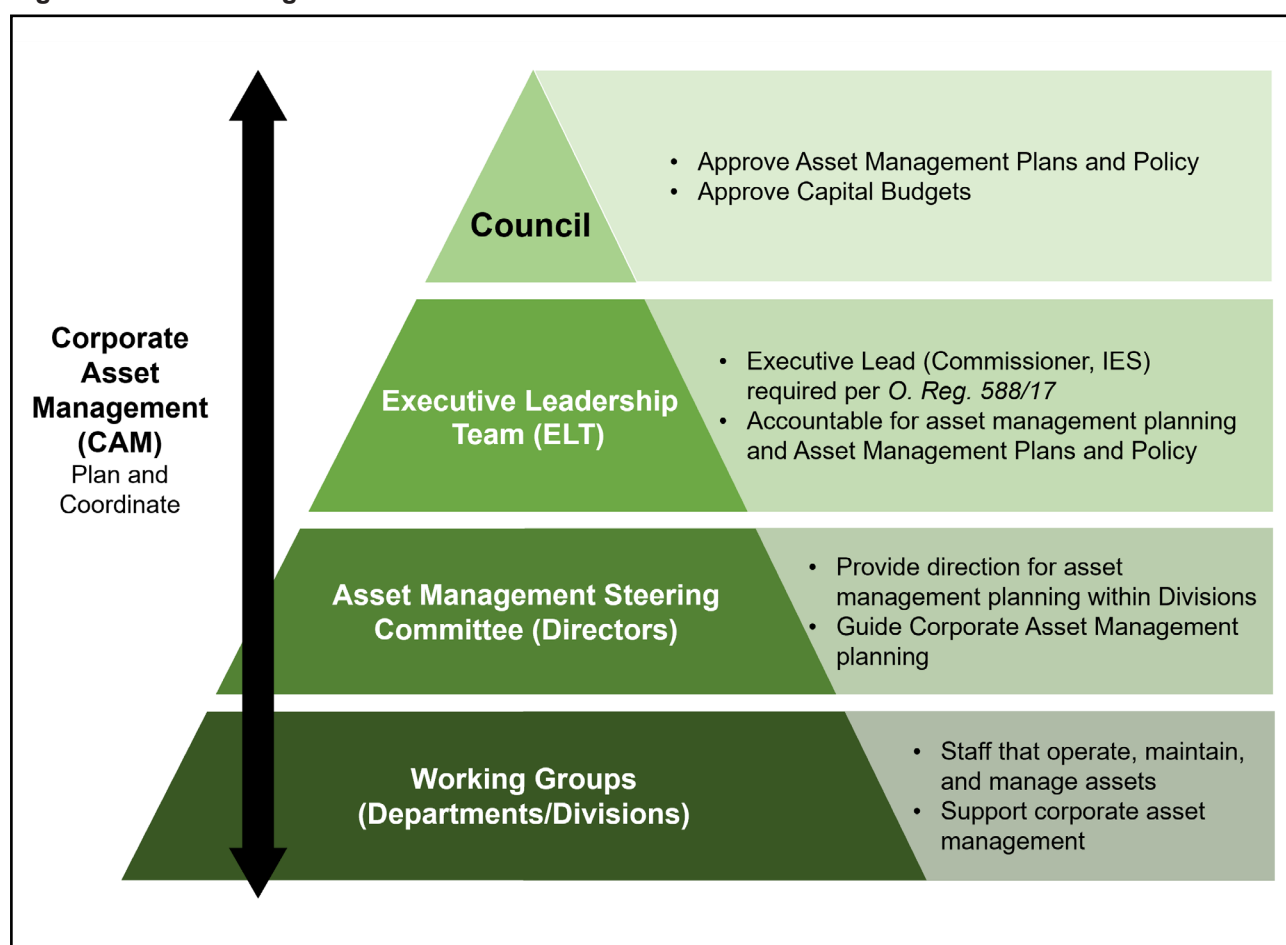 Council
• Approve Asset Management Plans and Policy
• Approve Capital Budgets
Corporate
Asset
Management
(CAM)
Plan and
Coordinate
Executive Leadership
Team (ELT)
• Executive Lead (Commissioner, IES)
required per O. Reg. 588/17
• Accountable for asset management planning
and Asset Management Plans and Policy
Asset Management Steering
Committee (Directors)
• Provide direction for asset
management planning within Divisions
• Guide Corporate Asset Management
planning
Working Groups
(Departments/Divisions)
• Staff that operate, maintain,
and manage assets
• Support corporate asset
management